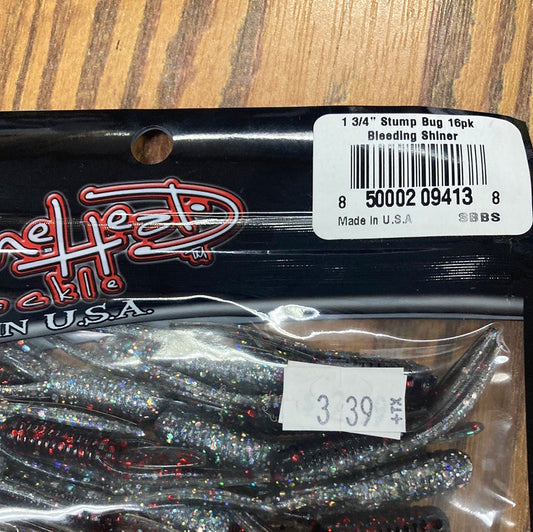 1 3/4" Stump Bug 16pk
Bleeding Shiner
8 50002 09413 8
Made in U.S.A SBBS
TM
IN U.S.A.
3 39 +TX